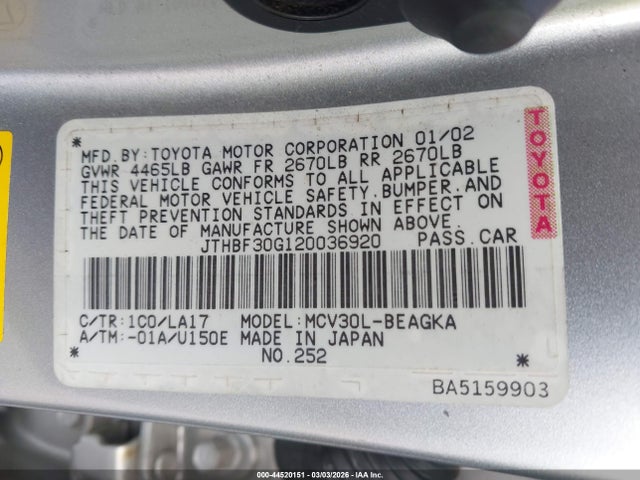 * MFD.BY:TOYOTA MOTOR CORPORATION 01/02
GVWR 4465LB GAWR FR 2670LB RR 2670LB
THIS VEHICLE CONFORMS TO ALL APPLICABLE
FEDERAL MOTOR VEHICLE SAFETY,BUMPER,AND
THEFT PREVENTION STANDARDS IN EFFECT ON
THE DATE OF MANUFACTURE SHOWN ABOVE.
JTHBF30G120036920 PASS.CAR
TOYOTA
C/TR:1C0/LA17 MODEL:MCV30L-BEAGKA
A/TM:-01A/U150E MADE IN JAPAN
* NO.252 *
BA5159903
000-44520151 | 03/03/2026 - IAA Inc.